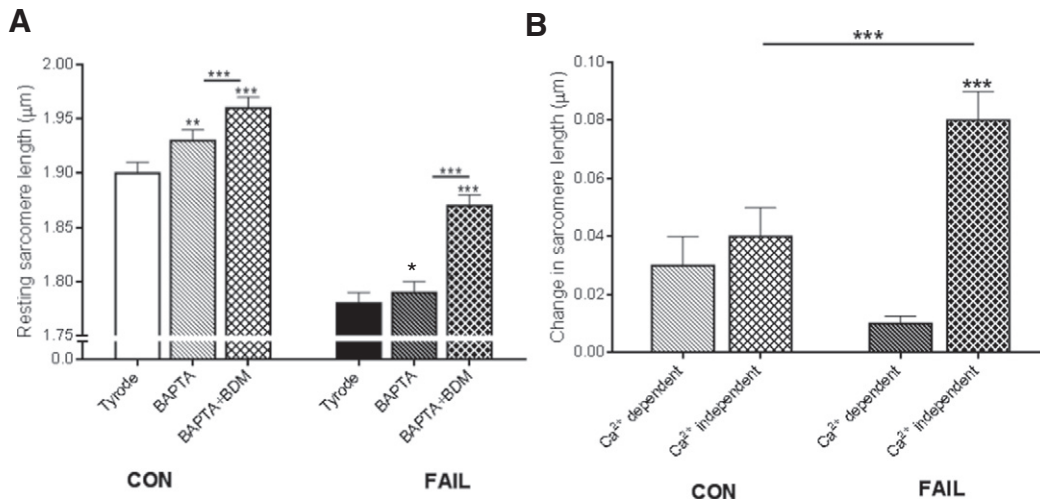 A
Resting sarcomere length (μm)
2.00
1.95
1.90
1.85
1.80
1.75
0.0
***
**
***
*
***
***
Tyrode
BAPTA
BAPTA+BDM
Tyrode
BAPTA
BAPTA+BDM
CON
FAIL
B
Change in sarcomere length (μm)
0.10
0.08
0.06
0.04
0.02
0.00
***
***
Ca²⁺ dependent
Ca²⁺ independent
Ca²⁺ dependent
Ca²⁺ independent
CON
FAIL